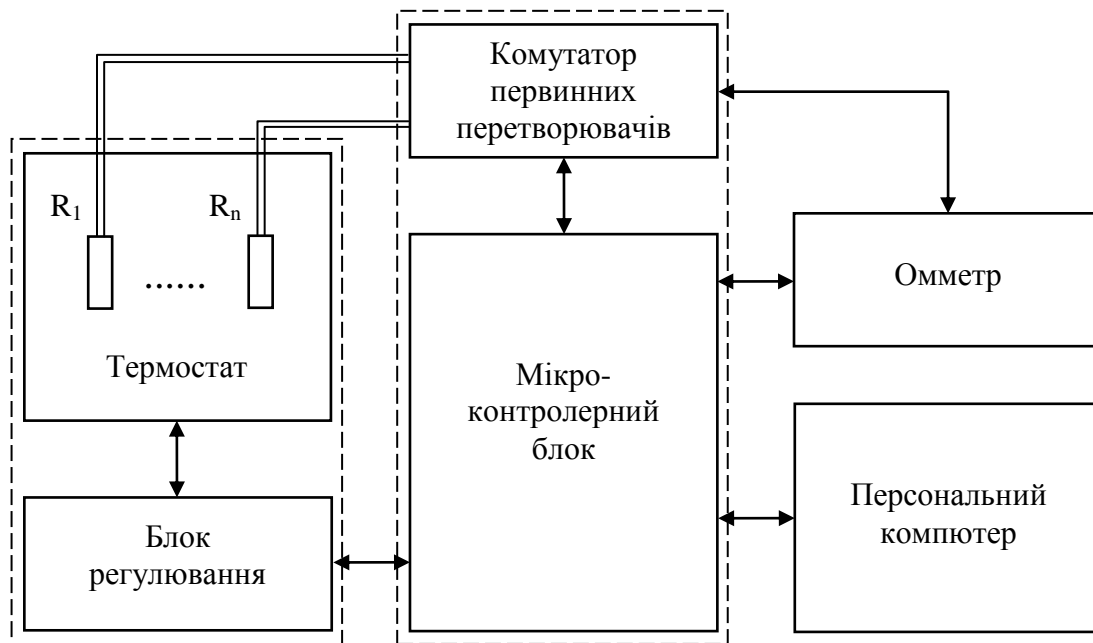 Комутатор
первинних
перетворювачів
R₁
Rₙ
......
Термостат
Омметр
Мікро-
контролерний
блок
Блок
регулювання
Персональний
компютер